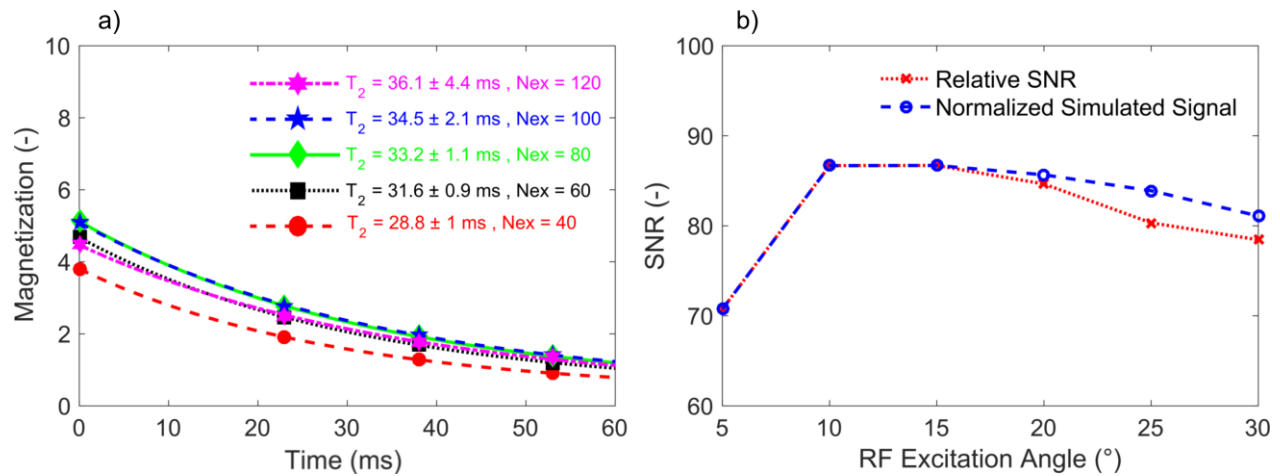 a)
10
8
6
4
2
0
Magnetization (-)
T2 = 36.1 ± 4.4 ms , Nex = 120
T2 = 34.5 ± 2.1 ms , Nex = 100
T2 = 33.2 ± 1.1 ms , Nex = 80
T2 = 31.6 ± 0.9 ms , Nex = 60
T2 = 28.8 ± 1 ms , Nex = 40
0 10 20 30 40 50 60
Time (ms)
b)
100
90
80
70
60
SNR (-)
Relative SNR
Normalized Simulated Signal
5 10 15 20 25 30
RF Excitation Angle (°)